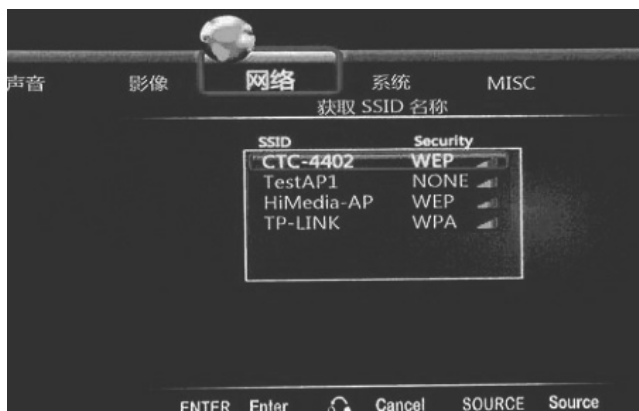 声音 影像 网络 系统 MISC
获取 SSID 名称
SSID Security
CTC-4402 WEP
TestAP1 NONE
HiMedia-AP WEP
TP-LINK WPA
ENTER Enter Cancel SOURCE Source